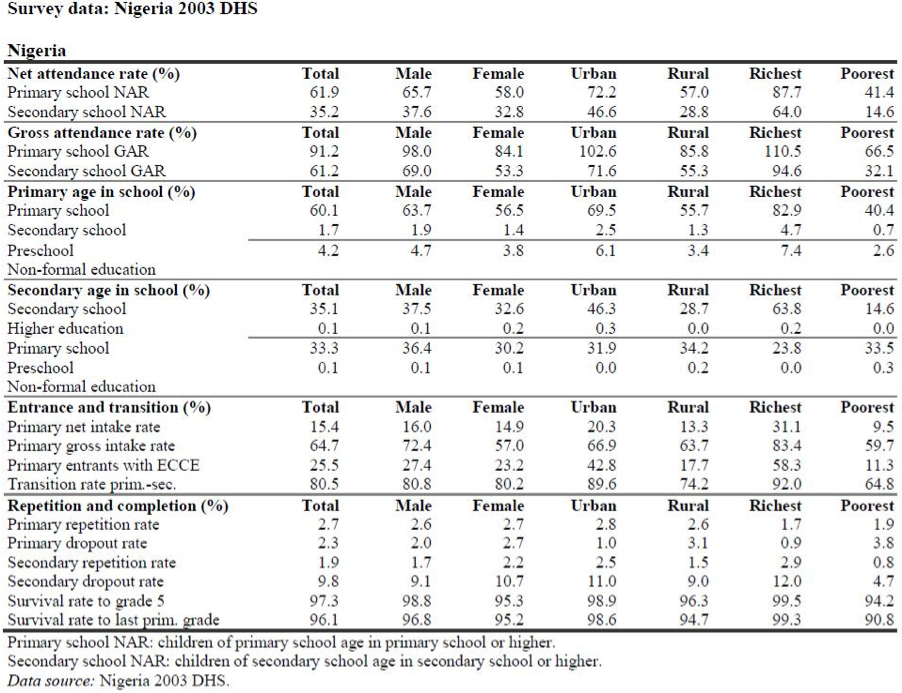 Survey data: Nigeria 2003 DHS
Nigeria
Net attendance rate (%) Total Male Female Urban Rural Richest Poorest
Primary school NAR 61.9 65.7 58.0 72.2 57.0 87.7 41.4
Secondary school NAR 35.2 37.6 32.8 46.6 28.8 64.0 14.6
Gross attendance rate (%) Total Male Female Urban Rural Richest Poorest
Primary school GAR 91.2 98.0 84.1 102.6 85.8 110.5 66.5
Secondary school GAR 61.2 69.0 53.3 71.6 55.3 94.6 32.1
Primary age in school (%) Total Male Female Urban Rural Richest Poorest
Primary school 60.1 63.7 56.5 69.5 55.7 82.9 40.4
Secondary school 1.7 1.9 1.4 2.5 1.3 4.7 0.7
Preschool 4.2 4.7 3.8 6.1 3.4 7.4 2.6
Non-formal education
Secondary age in school (%) Total Male Female Urban Rural Richest Poorest
Secondary school 35.1 37.5 32.6 46.3 28.7 63.8 14.6
Higher education 0.1 0.1 0.2 0.3 0.0 0.2 0.0
Primary school 33.3 36.4 30.2 31.9 34.2 23.8 33.5
Preschool 0.1 0.1 0.1 0.0 0.2 0.0 0.3
Non-formal education
Entrance and transition (%) Total Male Female Urban Rural Richest Poorest
Primary net intake rate 15.4 16.0 14.9 20.3 13.3 31.1 9.5
Primary gross intake rate 64.7 72.4 57.0 66.9 63.7 83.4 59.7
Primary entrants with ECCE 25.5 27.4 23.2 42.8 17.7 58.3 11.3
Transition rate prim.-sec. 80.5 80.8 80.2 89.6 74.2 92.0 64.8
Repetition and completion (%) Total Male Female Urban Rural Richest Poorest
Primary repetition rate 2.7 2.6 2.7 2.8 2.6 1.7 1.9
Primary dropout rate 2.3 2.0 2.7 1.0 3.1 0.9 3.8
Secondary repetition rate 1.9 1.7 2.2 2.5 1.5 2.9 0.8
Secondary dropout rate 9.8 9.1 10.7 11.0 9.0 12.0 4.7
Survival rate to grade 5 97.3 98.8 95.3 98.9 96.3 99.5 94.2
Survival rate to last prim. grade 96.1 96.8 95.2 98.6 94.7 99.3 90.8
Primary school NAR: children of primary school age in primary school or higher.
Secondary school NAR: children of secondary school age in secondary school or higher.
Data source: Nigeria 2003 DHS.